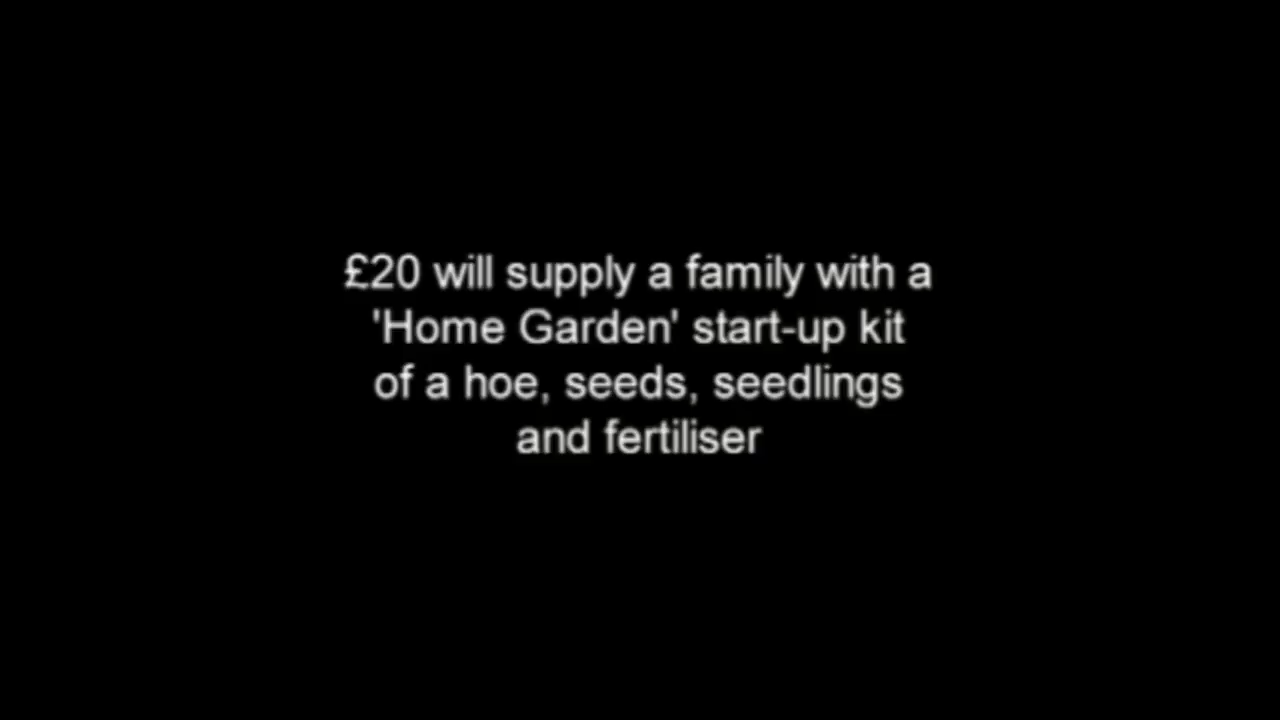 £20 will supply a family with a
'Home Garden' start-up kit
of a hoe, seeds, seedlings
and fertiliser